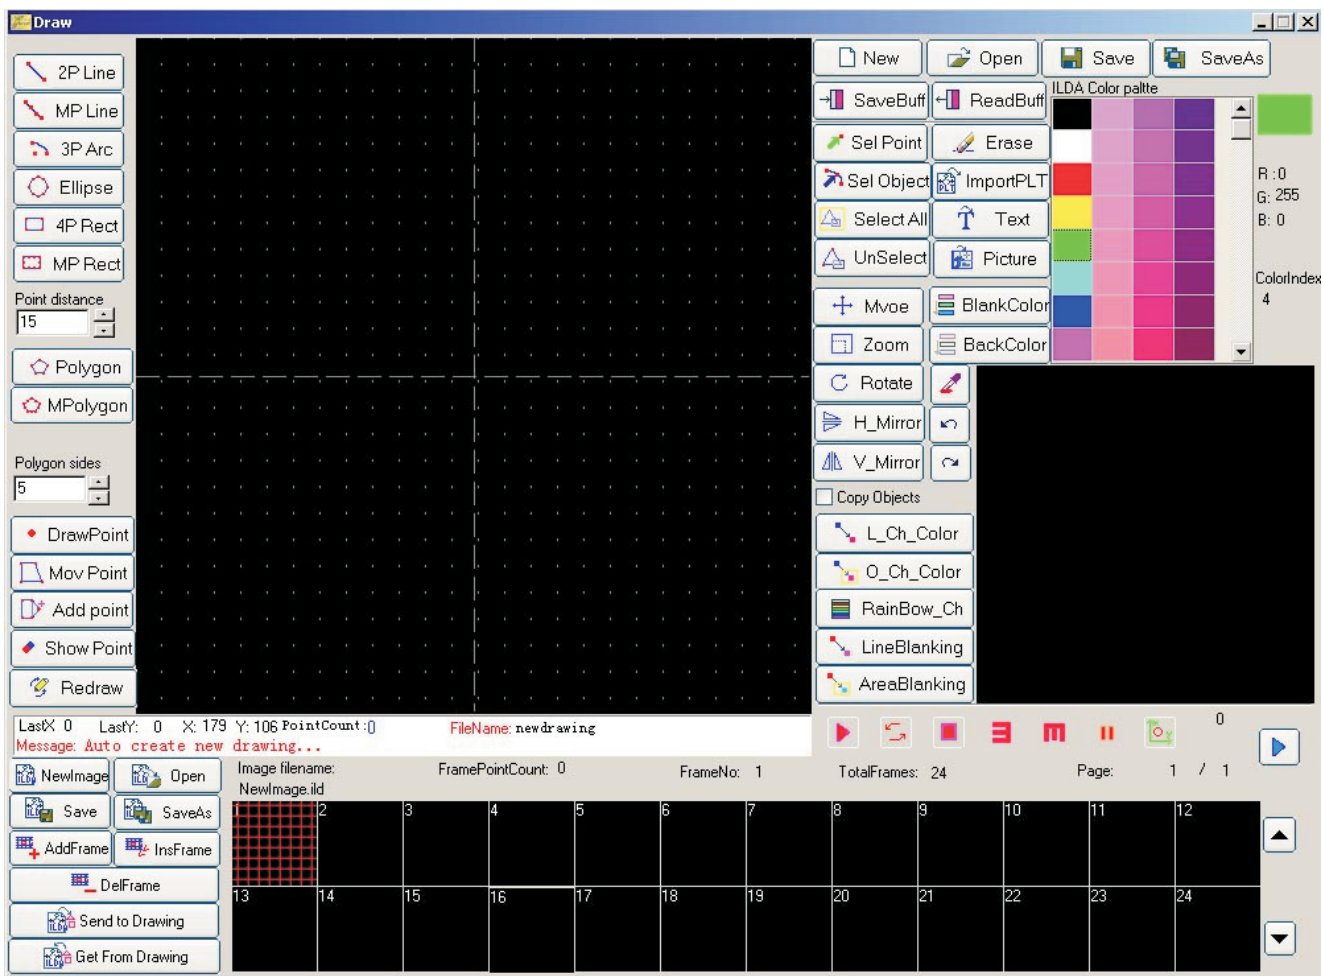 Draw
2P Line
MP Line
3P Arc
Ellipse
4P Rect
MP Rect
Point distance
15
Polygon
MPolygon
Polygon sides
5
DrawPoint
Mov Point
Add point
Show Point
Redraw
New Open Save SaveAs
SaveBuff ReadBuff
ILDA Color paltte
Sel Point Erase
Sel Object ImportPLT
Select All Text
UnSelect Picture
Mvoe BlankColor
Zoom BackColor
Rotate
H_Mirror
V_Mirror
Copy Objects
L_Ch_Color
O_Ch_Color
RainBow_Ch
LineBlanking
AreaBlanking
R :0
G: 255
B: 0
ColorIndex
4
LastX 0 LastY: 0 X: 179 Y: 106 PointCount:0 FileName: newdrawing
Message: Auto create new drawing...
0
NewImage Open
Save SaveAs
AddFrame InsFrame
DelFrame
Send to Drawing
Get From Drawing
Image filename: FramePointCount: 0 FrameNo: 1 TotalFrames: 24 Page: 1 / 1
NewImage.ild
1 2 3 4 5 6 7 8 9 10 11 12
13 14 15 16 17 18 19 20 21 22 23 24